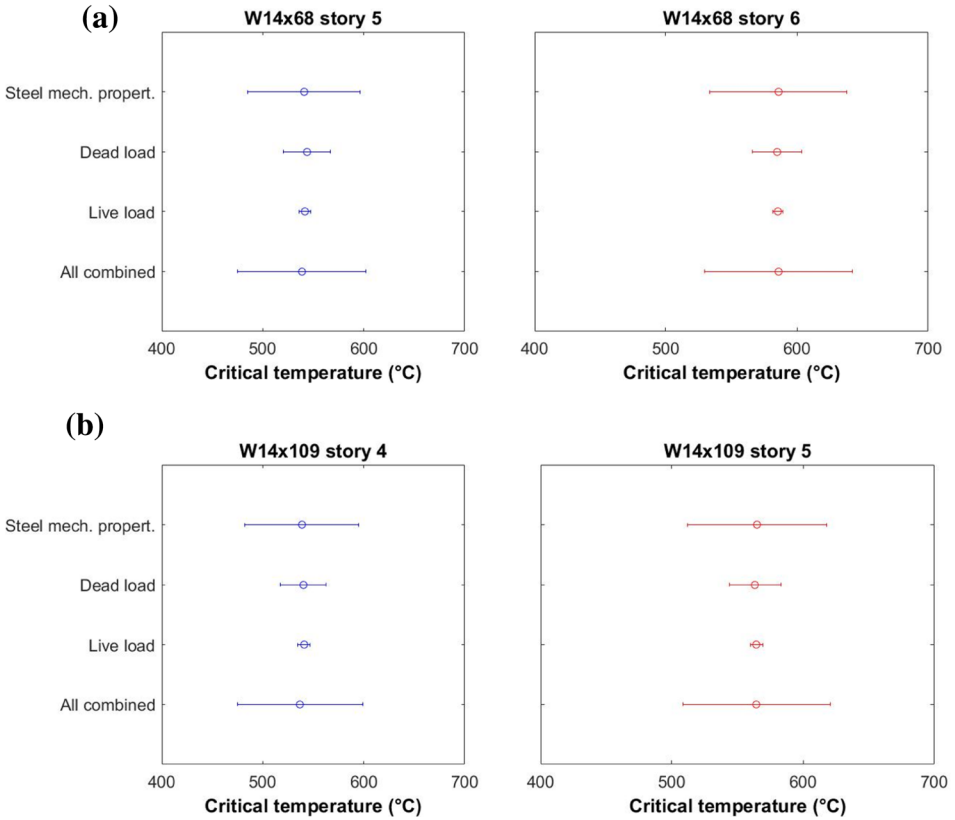 (a)
W14x68 story 5
W14x68 story 6
Steel mech. propert.
Dead load
Live load
All combined
400 500 600 700
400 500 600 700
Critical temperature (°C)
Critical temperature (°C)
(b)
W14x109 story 4
W14x109 story 5
Steel mech. propert.
Dead load
Live load
All combined
400 500 600 700
400 500 600 700
Critical temperature (°C)
Critical temperature (°C)